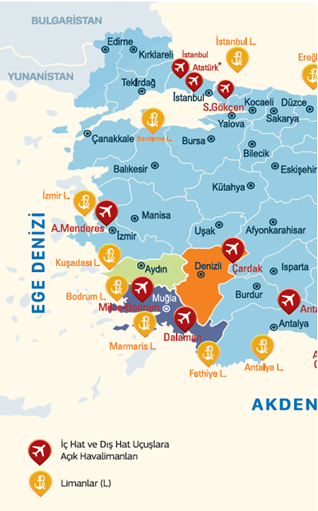 BULGARİSTAN
YUNANİSTAN
Edirne
Kırklareli
İstanbul
Atatürk*
İstanbul L.
Ereğ
Tekirdağ
İstanbul
S.Gökçen
Kocaeli
Düzce
Sakarya
Yalova
Çanakkale
Bandırma L.
Bursa
Bilecik
Balıkesir
Eskişehir
Kütahya
İzmir L.
Manisa
A.Menderes
İzmir
Uşak
Afyonkarahisar
EGE DENİZİ
Kuşadası L.
Aydın
Denizli
Çardak
Isparta
Bodrum L.
Muğla
Milas-Bodrum
Burdur
Anta
Dalaman
Antalya
Marmaris L.
Fethiye L.
Antalya L.
A
G
AKDEN
İç Hat ve Dış Hat Uçuşlara
Açık Havalimanları
Limanlar (L)